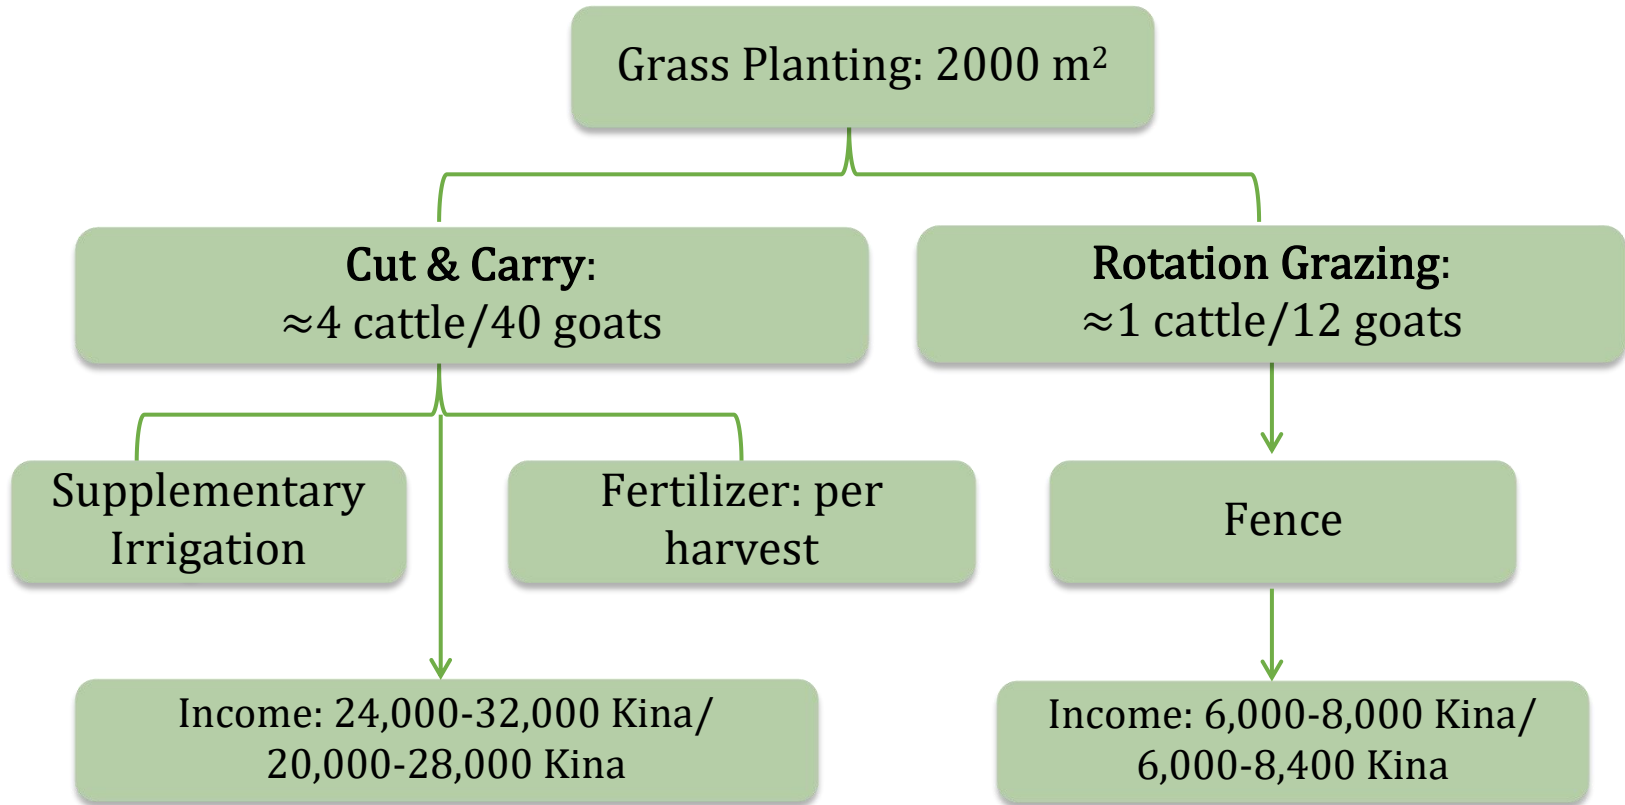 Grass Planting: 2000 m²
Cut & Carry:
≈4 cattle/40 goats
Rotation Grazing:
≈1 cattle/12 goats
Supplementary
Irrigation
Fertilizer: per
harvest
Fence
Income: 24,000-32,000 Kina/
20,000-28,000 Kina
Income: 6,000-8,000 Kina/
6,000-8,400 Kina